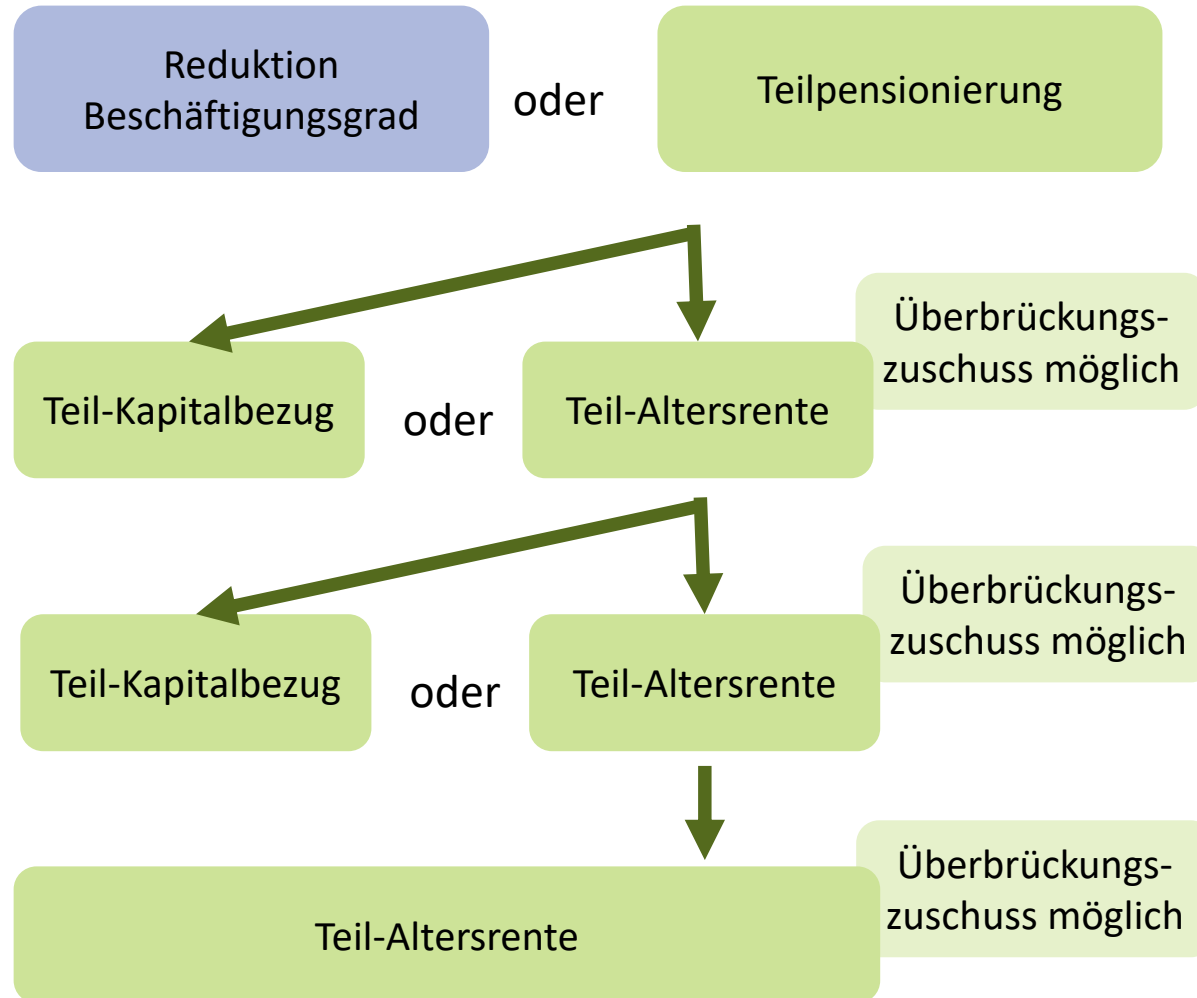 Reduktion
Beschäftigungsgrad
oder
Teilpensionierung
Überbrückungs-
zuschuss möglich
Teil-Kapitalbezug
oder
Teil-Altersrente
Überbrückungs-
zuschuss möglich
Teil-Kapitalbezug
oder
Teil-Altersrente
Überbrückungs-
zuschuss möglich
Teil-Altersrente